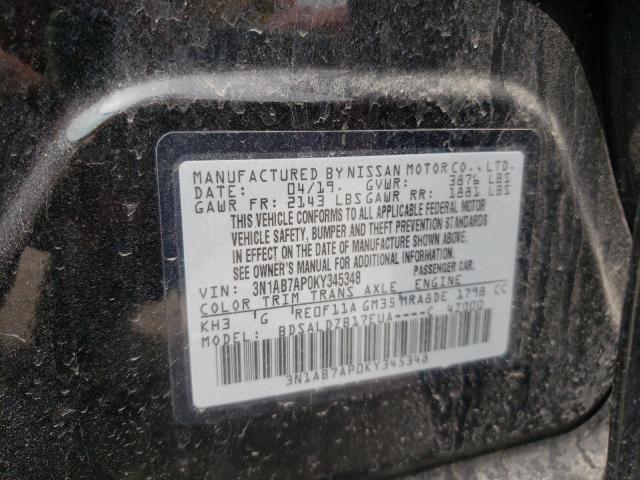 MANUFACTURED BY NISSAN MOTOR CO., LTD.
DATE: 04/19. GVWR: 3876 LBS
GAWR FR: 2143 LBS GAWR RR: 1881 LBS
THIS VEHICLE CONFORMS TO ALL APPLICABLE FEDERAL MOTOR
VEHICLE SAFETY, BUMPER AND THEFT PREVENTION STANDARDS
IN EFFECT ON THE DATE OF MANUFACTURE SHOWN ABOVE.
SEE OWNER'S MANUAL FOR ADDITIONAL INFORMATION.
VIN: 3N1AB7AP0KY345348 PASSENGER CAR.
COLOR TRIM TRANS AXLE ENGINE
KH3 G RE0F11A GM35 MRA8DE 1798 CC
MODEL: BDSALDZB17EUA----C 4Z000
3N1AB7AP0KY345348